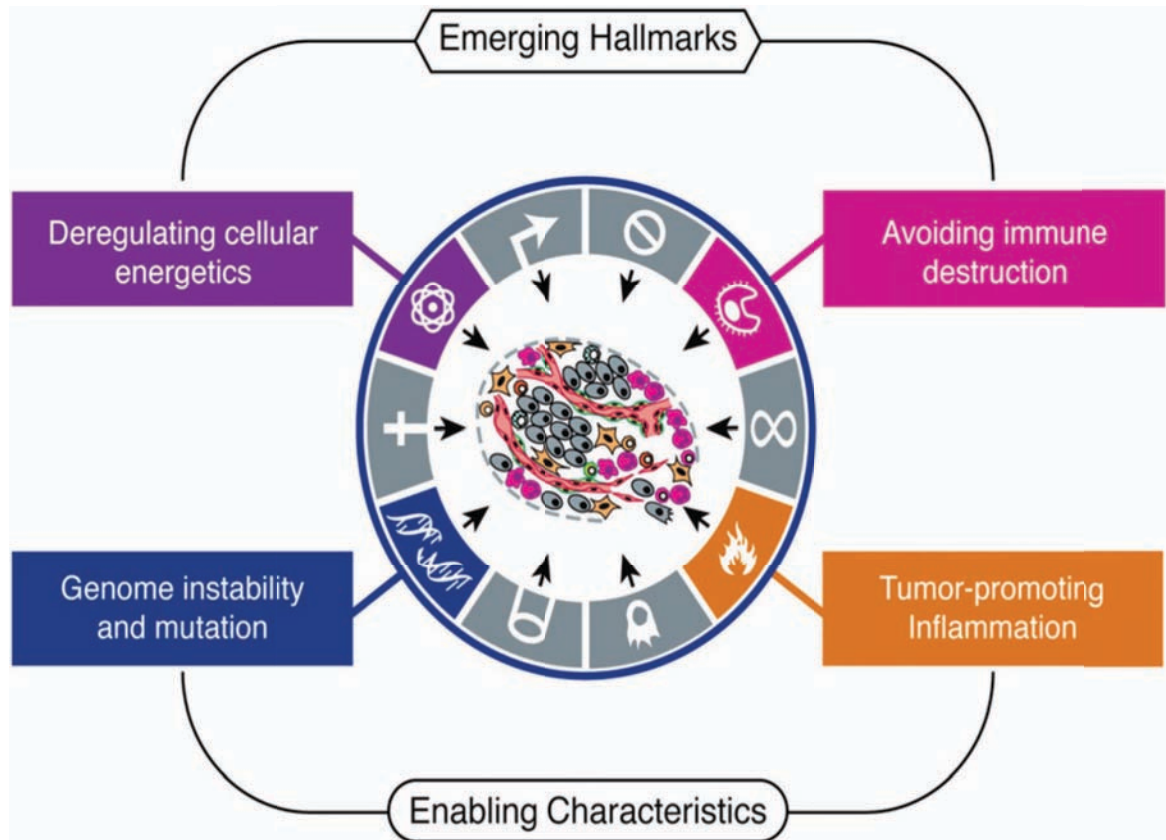 Emerging Hallmarks
Deregulating cellular
energetics
Avoiding immune
destruction
Genome instability
and mutation
Tumor-promoting
Inflammation
Enabling Characteristics